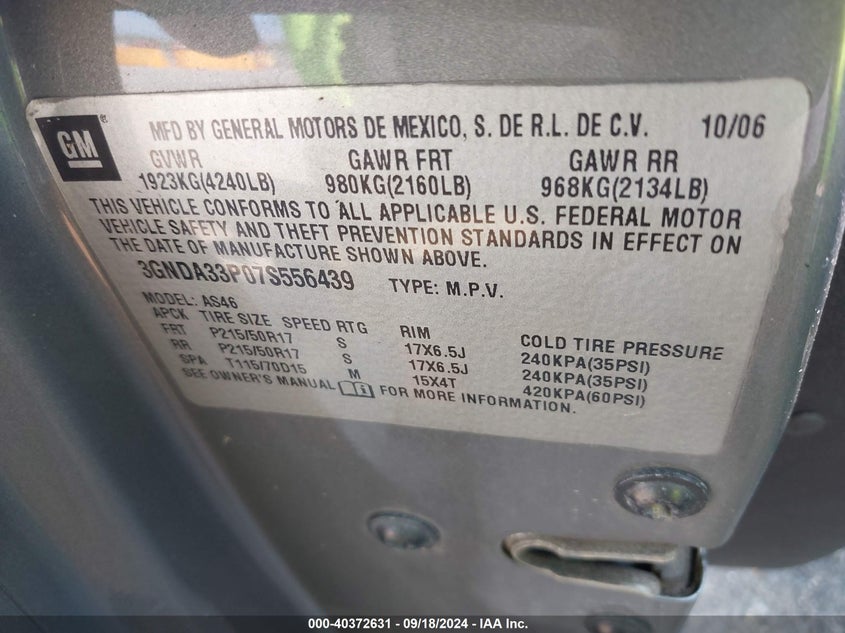 GM
MFD BY GENERAL MOTORS DE MEXICO, S. DE R.L. DE C.V. 10/06
GVWR GAWR FRT GAWR RR
1923KG(4240LB) 980KG(2160LB) 968KG(2134LB)
THIS VEHICLE CONFORMS TO ALL APPLICABLE U.S. FEDERAL MOTOR
VEHICLE SAFETY AND THEFT PREVENTION STANDARDS IN EFFECT ON
THE DATE OF MANUFACTURE SHOWN ABOVE.
3GNDA33P07S556439 TYPE: M.P.V.
MODEL: AS46
APCK TIRE SIZE SPEED RTG RIM COLD TIRE PRESSURE
FRT P215/50R17 S 17X6.5J 240KPA(35PSI)
RR P215/50R17 S 17X6.5J 240KPA(35PSI)
SPA T115/70D15 M 15X4T 420KPA(60PSI)
SEE OWNER'S MANUAL FOR MORE INFORMATION.
000-40372631 - 09/18/2024 - IAA Inc.